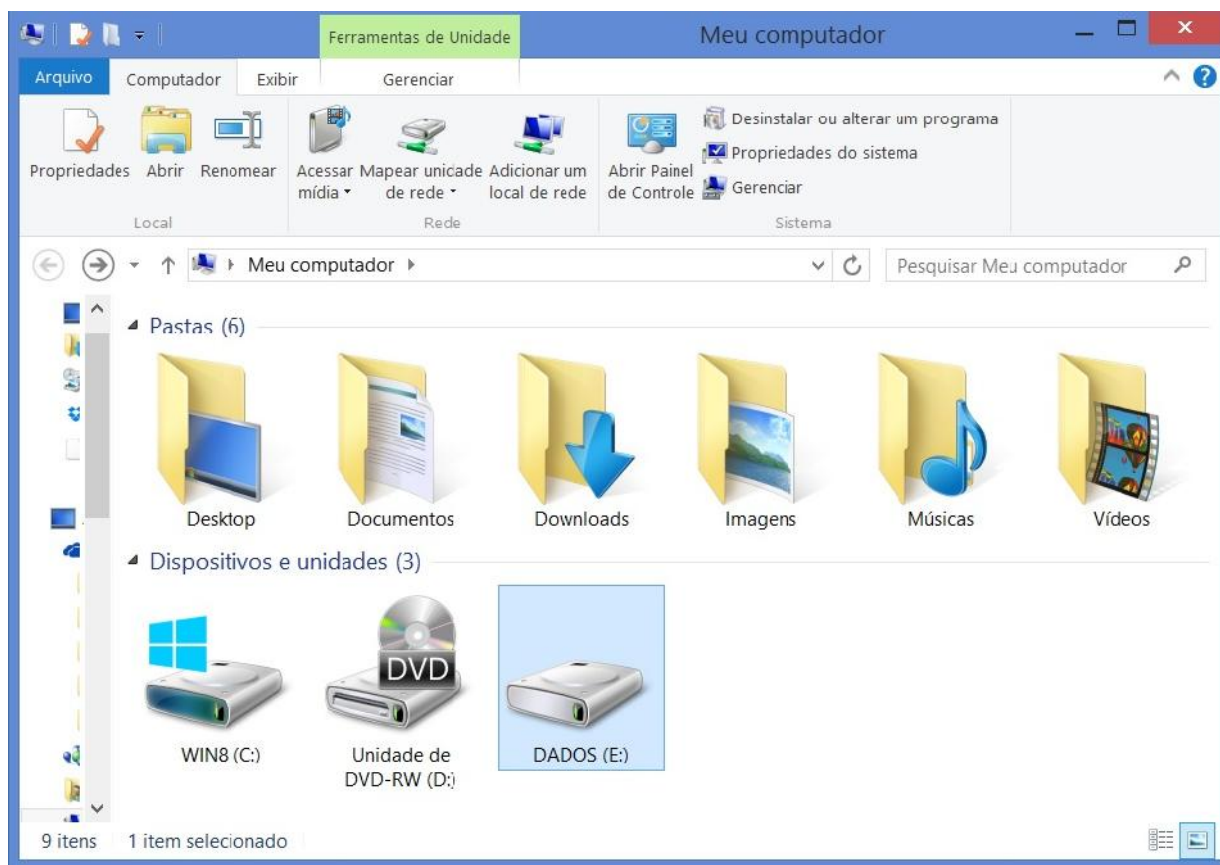 Ferramentas de Unidade
Meu computador
Arquivo
Computador
Exibir
Gerenciar
Propriedades
Abrir
Renomear
Acessar
mídia
Mapear unidade
de rede
Adicionar um
local de rede
Abrir Painel
de Controle
Desinstalar ou alterar um programa
Propriedades do sistema
Gerenciar
Local
Rede
Sistema
Meu computador
Pesquisar Meu computador
Pastas (6)
Desktop
Documentos
Downloads
Imagens
Músicas
Vídeos
Dispositivos e unidades (3)
DVD
WIN8 (C:)
Unidade de
DVD-RW (D:)
DADOS (E:)
9 itens
1 item selecionado